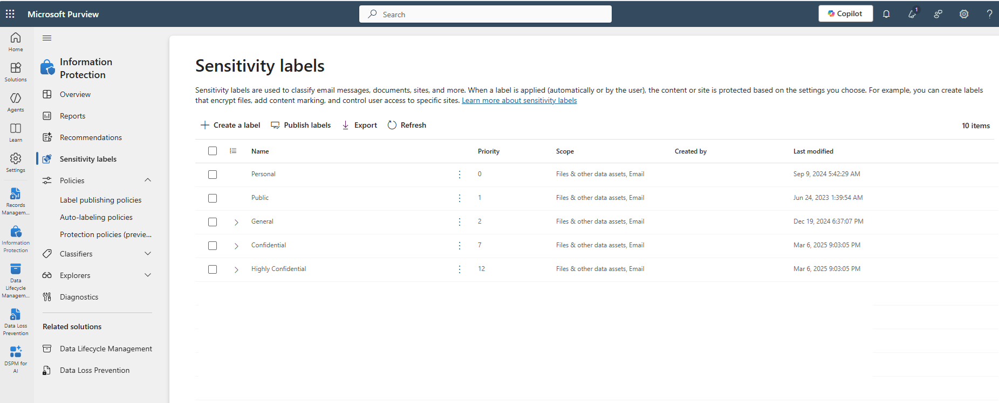 Microsoft Purview
Search
Copilot
1
Home
Solutions
Agents
Learn
Settings
Records
Managem...
Information
Protection
Data
Lifecycle
Managem...
Data Loss
Prevention
DSPM for
AI
Information
Protection
Overview
Reports
Recommendations
Sensitivity labels
Policies
Label publishing policies
Auto-labeling policies
Protection policies (previe...
Classifiers
Explorers
Diagnostics
Related solutions
Data Lifecycle Management
Data Loss Prevention
Sensitivity labels
Sensitivity labels are used to classify email messages, documents, sites, and more. When a label is applied (automatically or by the user), the content or site is protected based on the settings you choose. For example, you can create labels
that encrypt files, add content marking, and control user access to specific sites. Learn more about sensitivity labels
Create a label Publish labels Export Refresh 10 items
Name Priority Scope Created by Last modified
Personal 0 Files & other data assets, Email Sep 9, 2024 5:42:29 AM
Public 1 Files & other data assets, Email Jun 24, 2023 1:39:54 AM
General 2 Files & other data assets, Email Dec 19, 2024 6:37:07 PM
Confidential 7 Files & other data assets, Email Mar 6, 2025 9:03:05 PM
Highly Confidential 12 Files & other data assets, Email Mar 6, 2025 9:03:05 PM